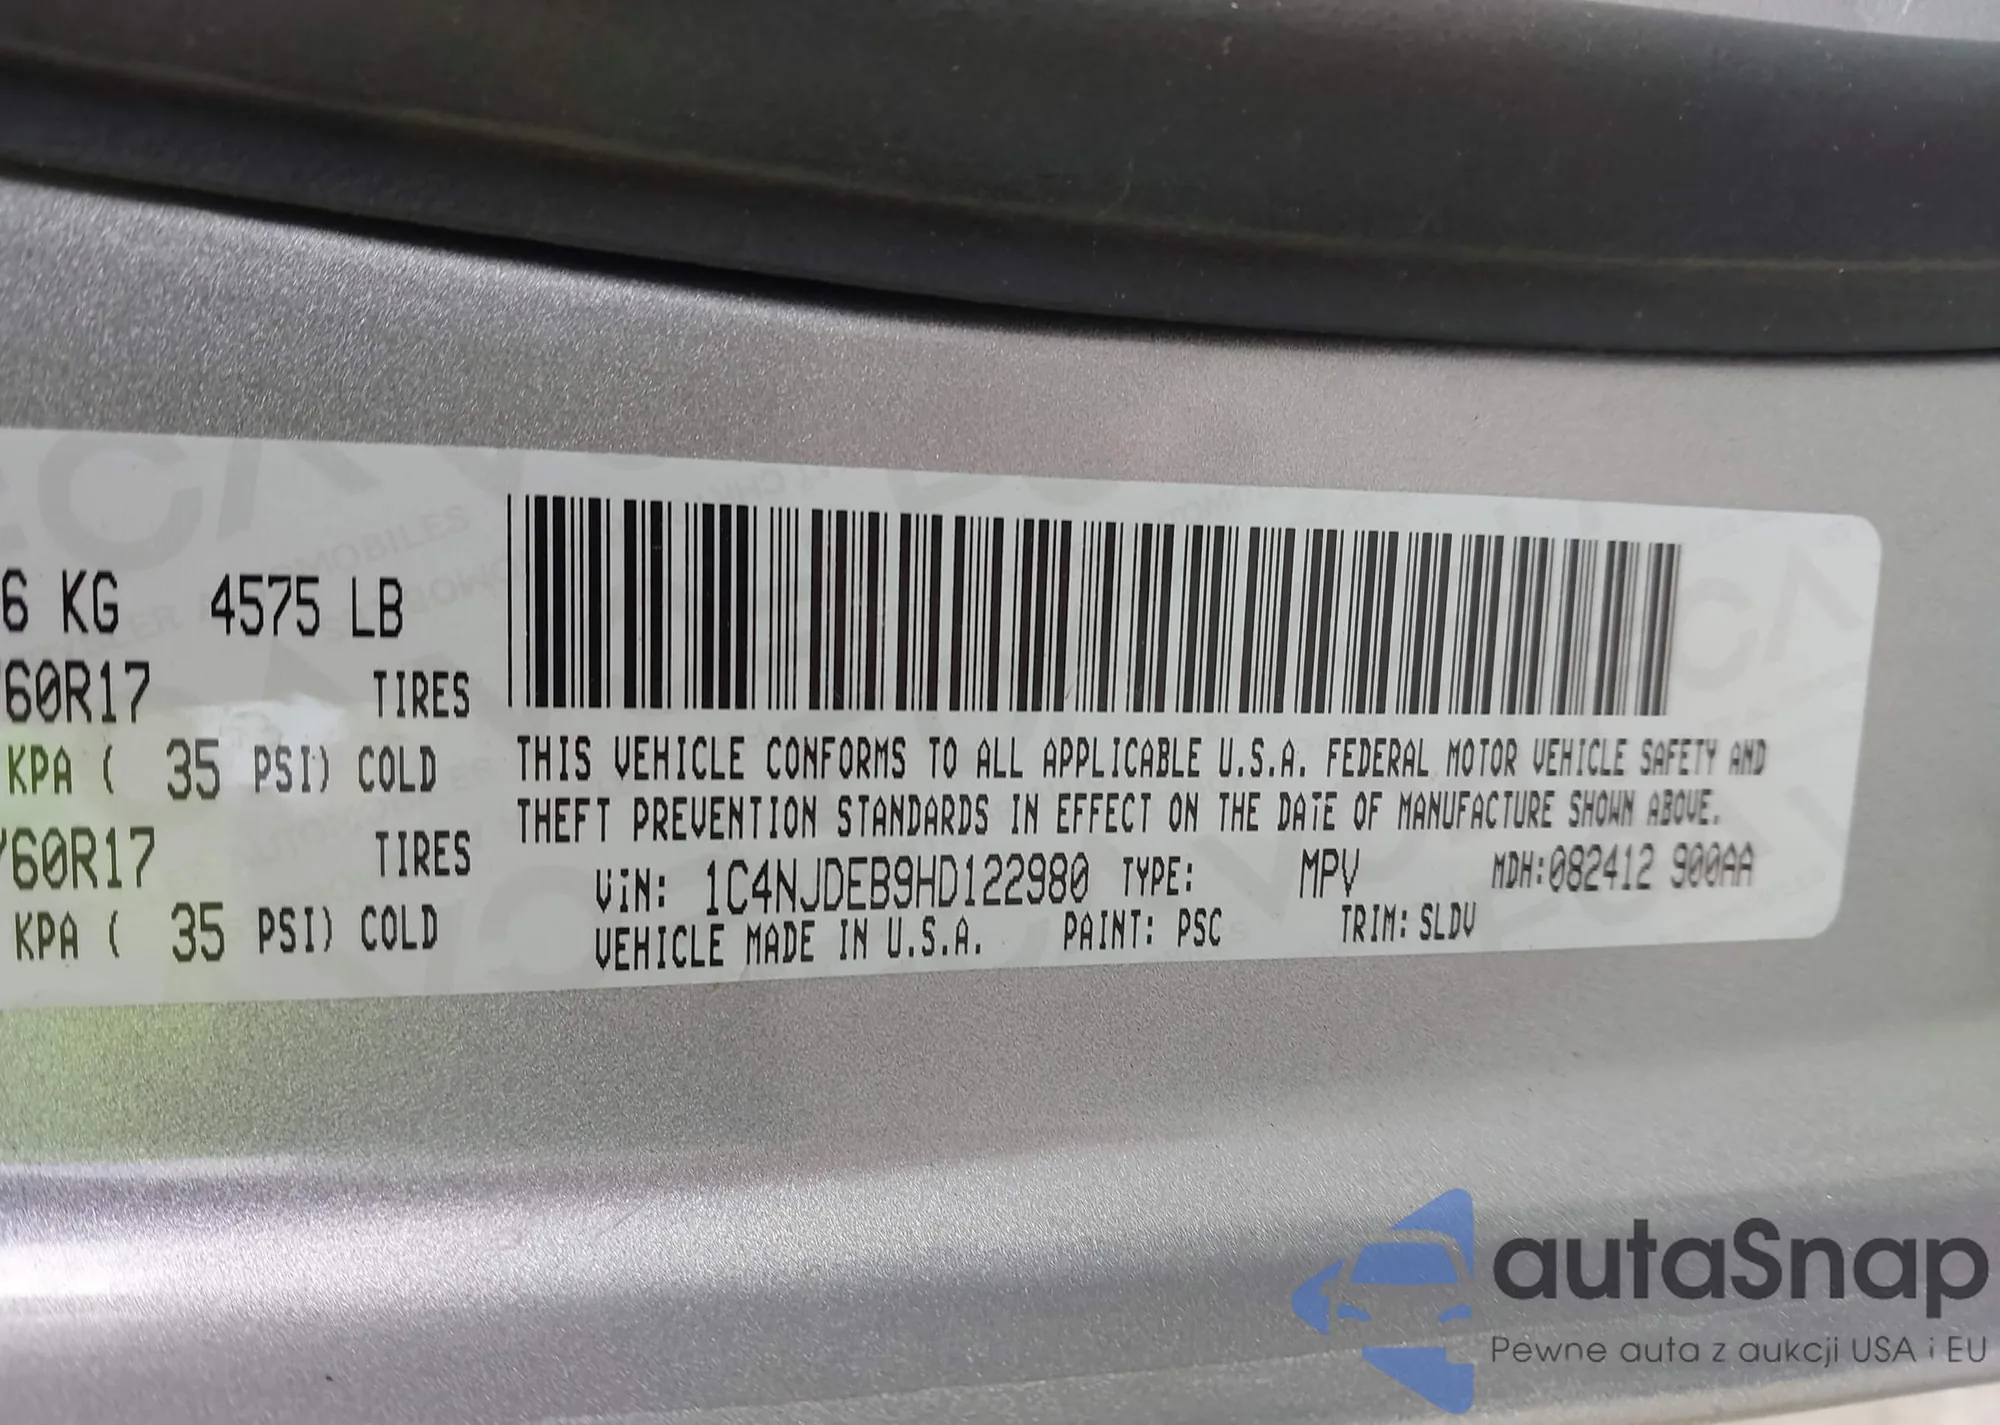 6 KG 4575 LB
/60R17 TIRES
KPA ( 35 PSI) COLD
/60R17 TIRES
KPA ( 35 PSI) COLD
THIS VEHICLE CONFORMS TO ALL APPLICABLE U.S.A. FEDERAL MOTOR VEHICLE SAFETY AND
THEFT PREVENTION STANDARDS IN EFFECT ON THE DATE OF MANUFACTURE SHOWN ABOVE.
VIN: 1C4NJDEB9HD122980 TYPE: MPV MDH:082412 900AA
VEHICLE MADE IN U.S.A. PAINT: PSC TRIM: SLDV
autaSnap
Pewne auta z aukcji USA i EU